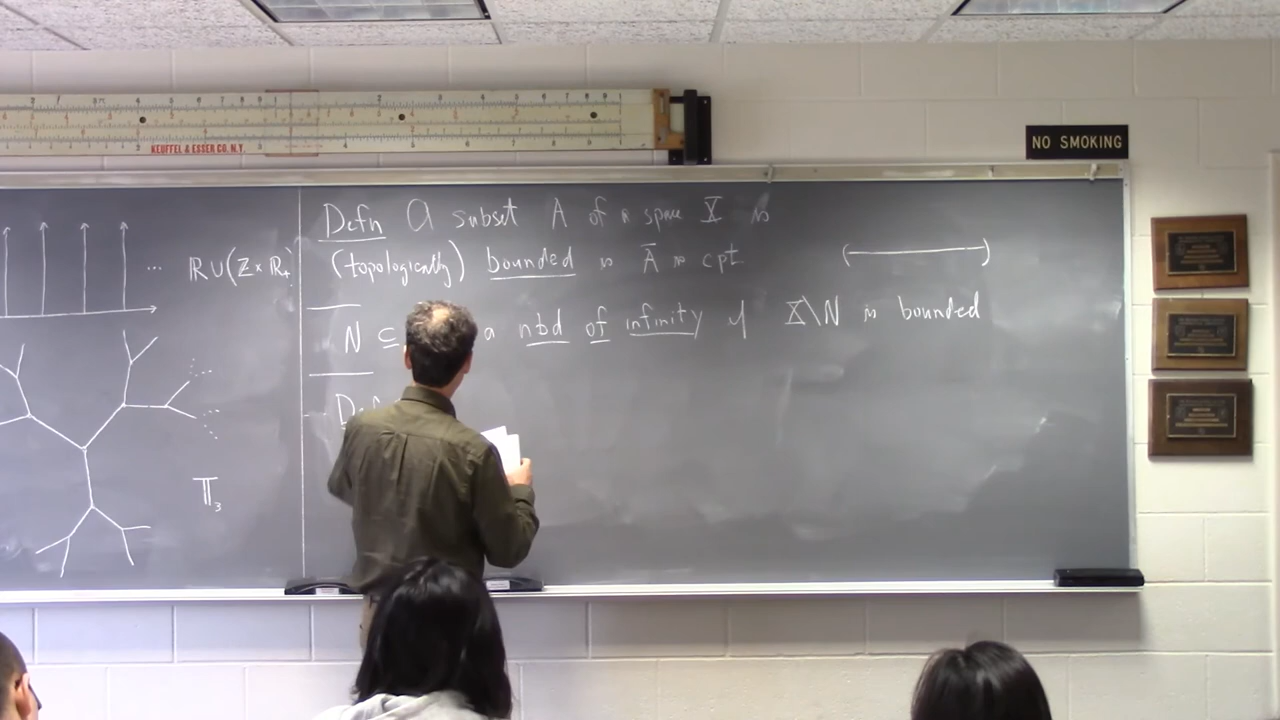 KEUFFEL & ESSER CO. N.Y.
NO SMOKING
... ℝ∪(ℤ×ℝ₊
𝕋₃
Defn A subset A of a space X is
(topologically) bounded is Ā is cpt
( )
N ⊆ a nbd of infinity if X\N is bounded